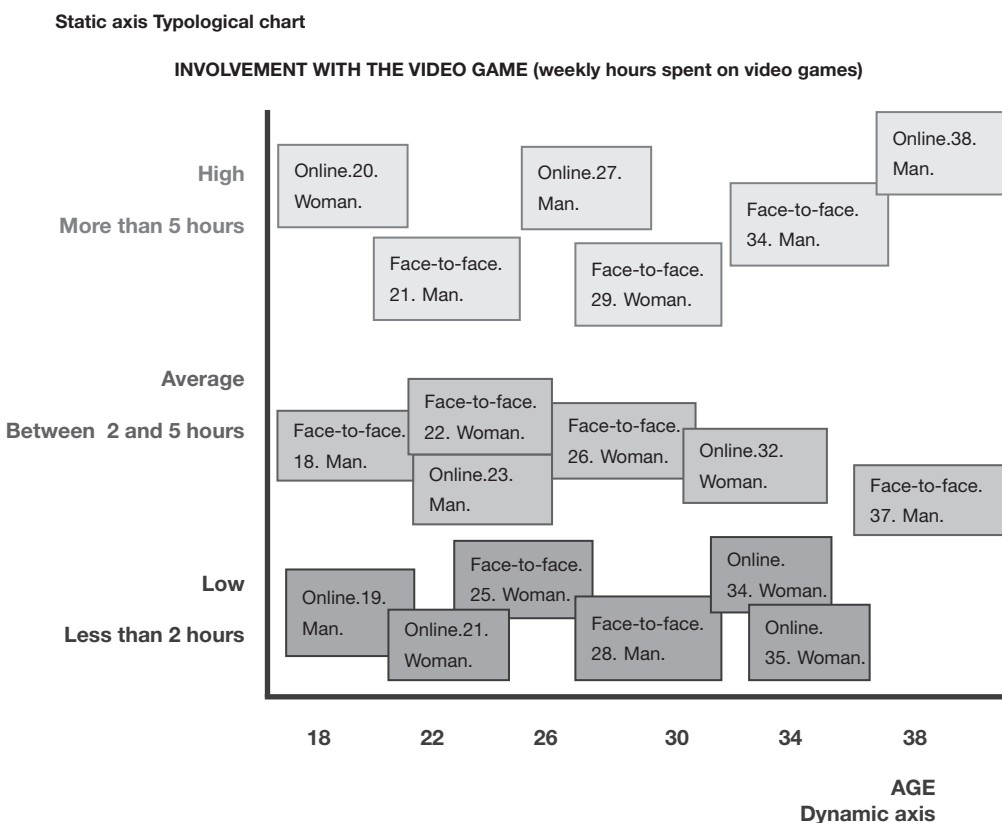 Static axis Typological chart
INVOLVEMENT WITH THE VIDEO GAME (weekly hours spent on video games)
High
More than 5 hours
Online.20.
Woman.
Face-to-face.
21. Man.
Online.27.
Man.
Face-to-face.
29. Woman.
Face-to-face.
34. Man.
Online.38.
Man.
Average
Between 2 and 5 hours
Face-to-face.
18. Man.
Face-to-face.
22. Woman.
Online.23.
Man.
Face-to-face.
26. Woman.
Online.32.
Woman.
Face-to-face.
37. Man.
Low
Less than 2 hours
Online.19.
Man.
Online.21.
Woman.
Face-to-face.
25. Woman.
Face-to-face.
28. Man.
Online.
34. Woman.
Online.
35. Woman.
18 22 26 30 34 38
AGE
Dynamic axis